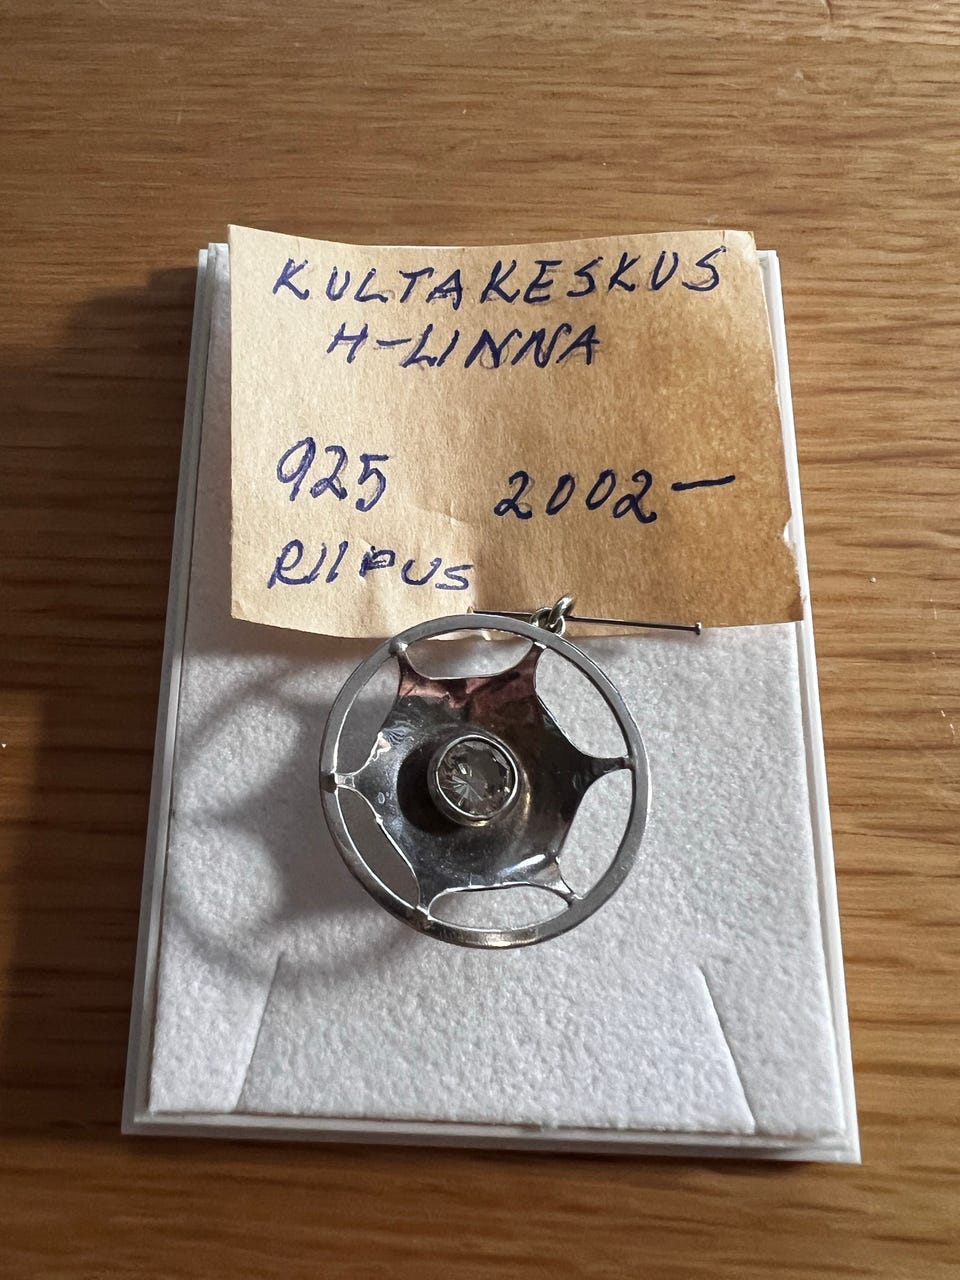 KULTAKESKUS
H-LINNA
925 2002-
RIIPUS